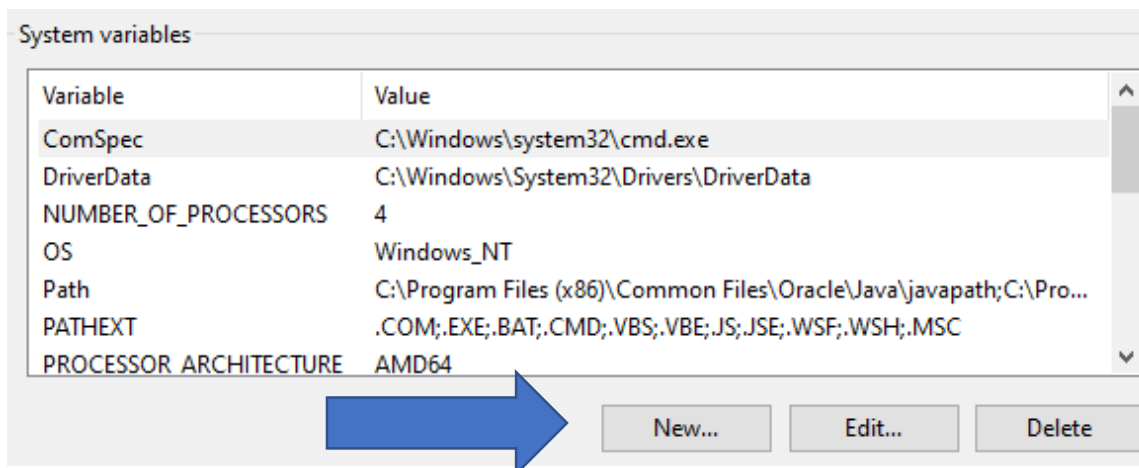 System variables
Variable Value
ComSpec C:\Windows\system32\cmd.exe
DriverData C:\Windows\System32\Drivers\DriverData
NUMBER_OF_PROCESSORS 4
OS Windows_NT
Path C:\Program Files (x86)\Common Files\Oracle\Java\javapath;C:\Pro...
PATHEXT .COM;.EXE;.BAT;.CMD;.VBS;.VBE;.JS;.JSE;.WSF;.WSH;.MSC
PROCESSOR_ARCHITECTURE AMD64
New... Edit... Delete